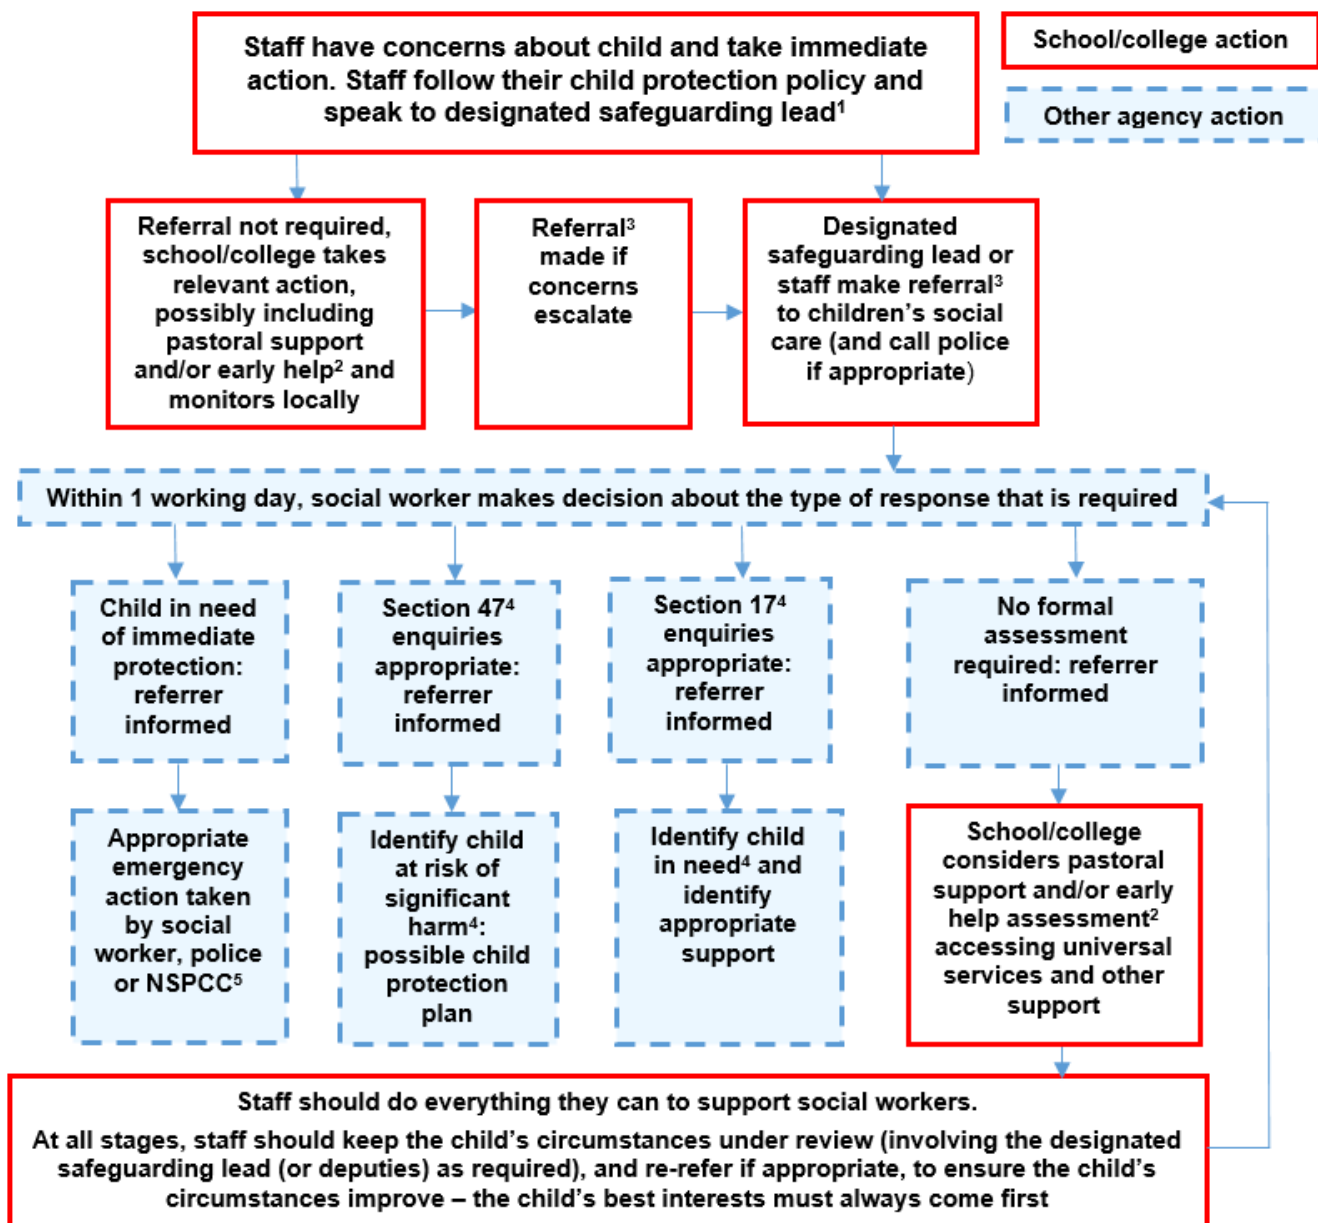 Staff have concerns about child and take immediate
action. Staff follow their child protection policy and
speak to designated safeguarding lead¹
School/college action
Other agency action
Referral not required,
school/college takes
relevant action,
possibly including
pastoral support
and/or early help² and
monitors locally
Referral³
made if
concerns
escalate
Designated
safeguarding lead or
staff make referral³
to children’s social
care (and call police
if appropriate)
Within 1 working day, social worker makes decision about the type of response that is required
Child in need
of immediate
protection:
referrer
informed
Section 47⁴
enquiries
appropriate:
referrer
informed
Section 17⁴
enquiries
appropriate:
referrer
informed
No formal
assessment
required: referrer
informed
Appropriate
emergency
action taken
by social
worker, police
or NSPCC⁵
Identify child
at risk of
significant
harm⁴:
possible child
protection
plan
Identify child
in need⁴ and
identify
appropriate
support
School/college
considers pastoral
support and/or early
help assessment²
accessing universal
services and other
support
Staff should do everything they can to support social workers.
At all stages, staff should keep the child’s circumstances under review (involving the designated
safeguarding lead (or deputies) as required), and re-refer if appropriate, to ensure the child’s
circumstances improve – the child’s best interests must always come first